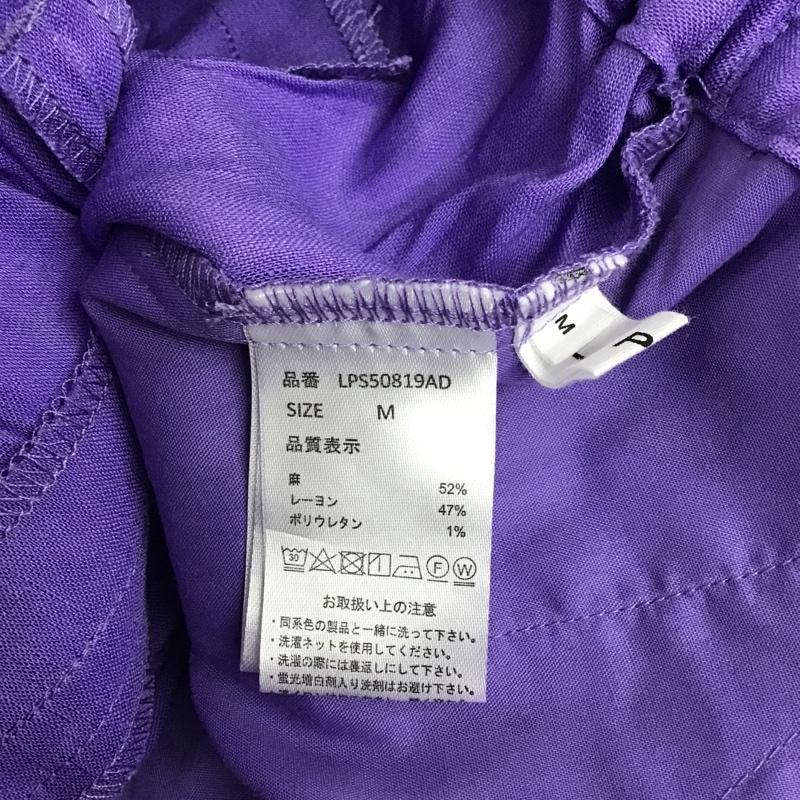 品番 LPS50819AD
SIZE M
品質表示
麻 52%
レーヨン 47%
ポリウレタン 1%
30 F W
お取扱い上の注意
・同系色の製品と一緒に洗って下さい。
・洗濯ネットを使用してください。
・洗濯の際には裏返しにして下さい。
・蛍光増白剤入り洗剤はお避け下さい。
M
P